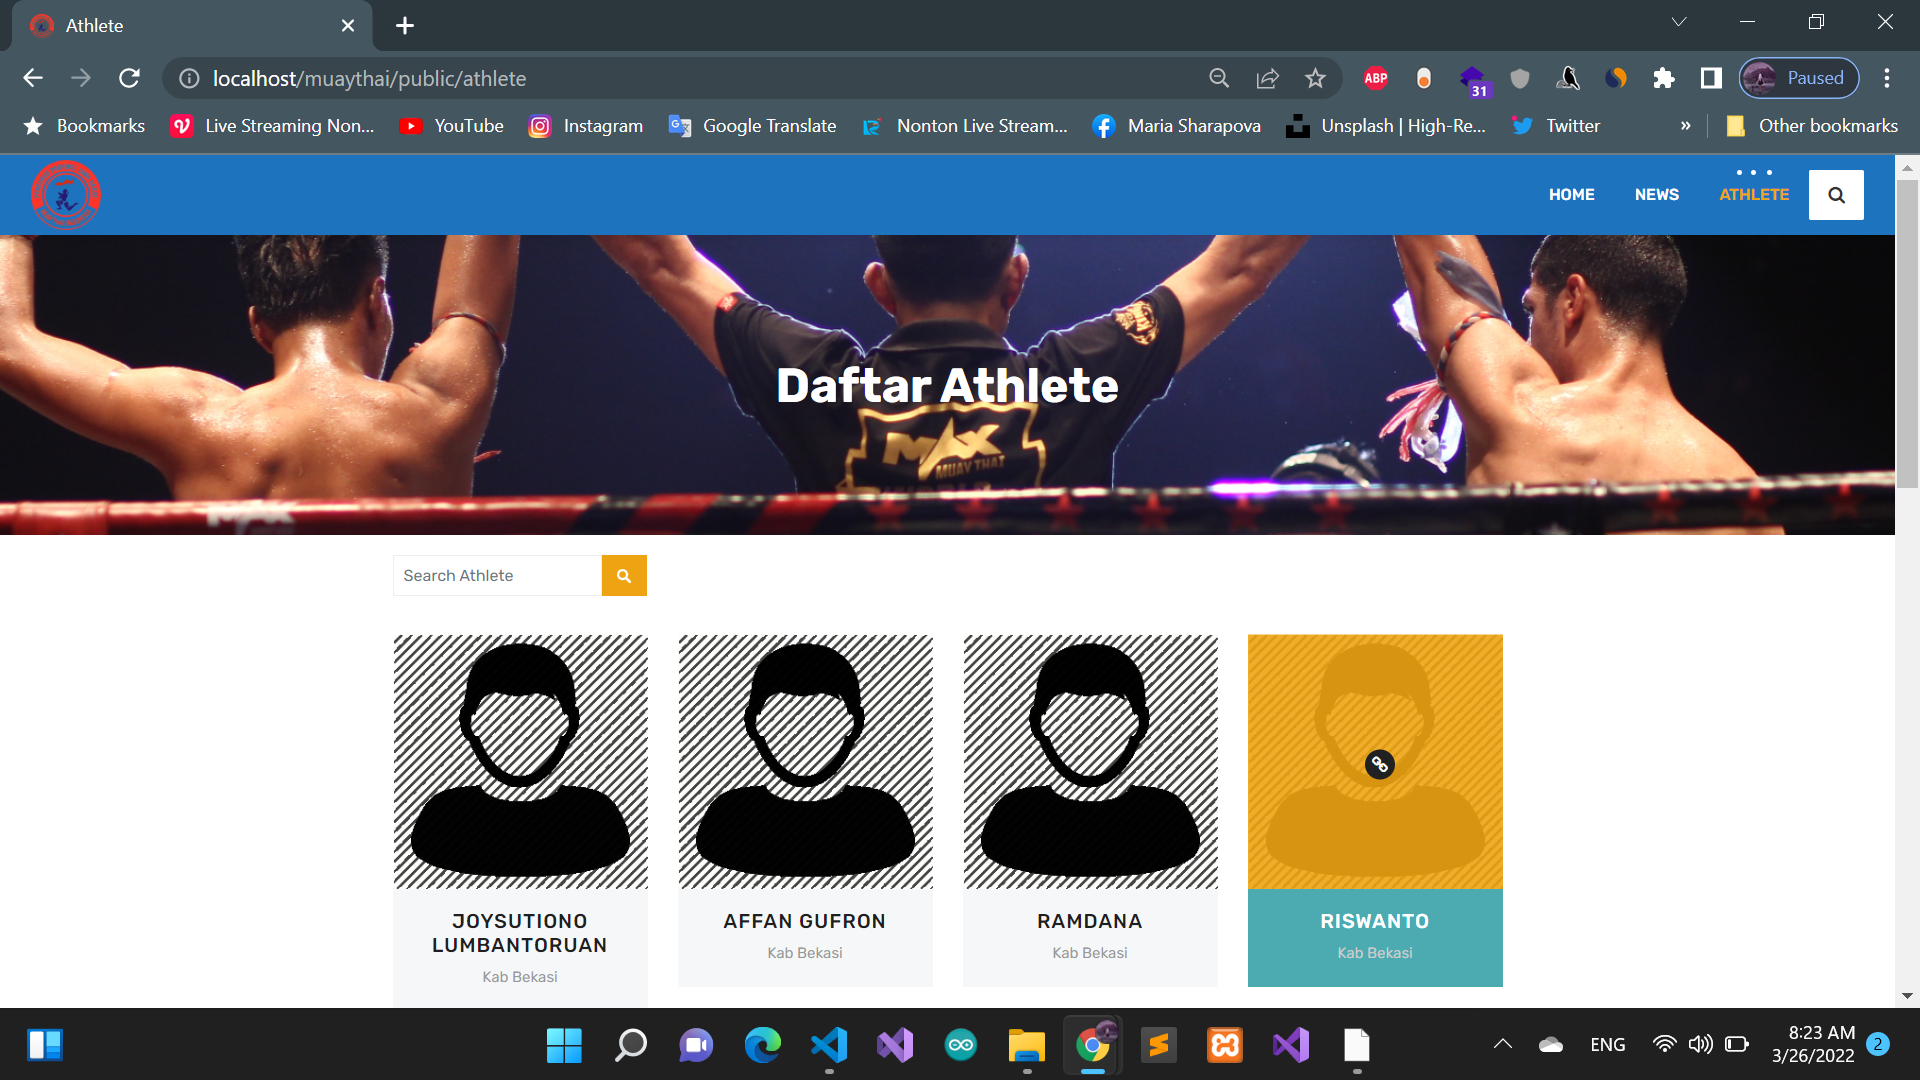 Athlete
localhost/muaythai/public/athlete
ABP
31
Paused
Bookmarks
Live Streaming Non...
YouTube
Instagram
Google Translate
Nonton Live Stream...
Maria Sharapova
Unsplash | High-Re...
Twitter
»
Other bookmarks
HOME
NEWS
ATHLETE
Daftar Athlete
MAX
MUAY THAI
Search Athlete
JOYSUTIONO
LUMBANTORUAN
Kab Bekasi
AFFAN GUFRON
Kab Bekasi
RAMDANA
Kab Bekasi
RISWANTO
Kab Bekasi
ENG
8:23 AM
3/26/2022
2